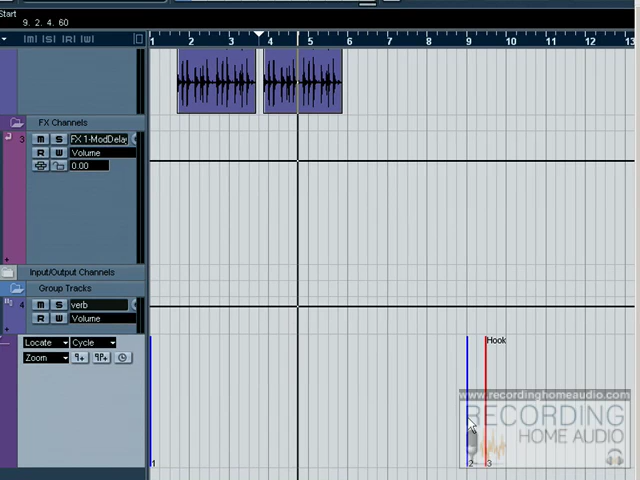 Start
9. 2. 4. 60
M S R W
1 2 3 4 5 6 7 8 9 10 11 12 13
FX Channels
3 M S FX 1-ModDelay
R W Volume
0.00
Input/Output Channels
Group Tracks
4 M S verb
R W Volume
Locate Cycle
Zoom
Hook
www.recordinghomeaudio.com
RECORDING
HOME AUDIO
1 2 3